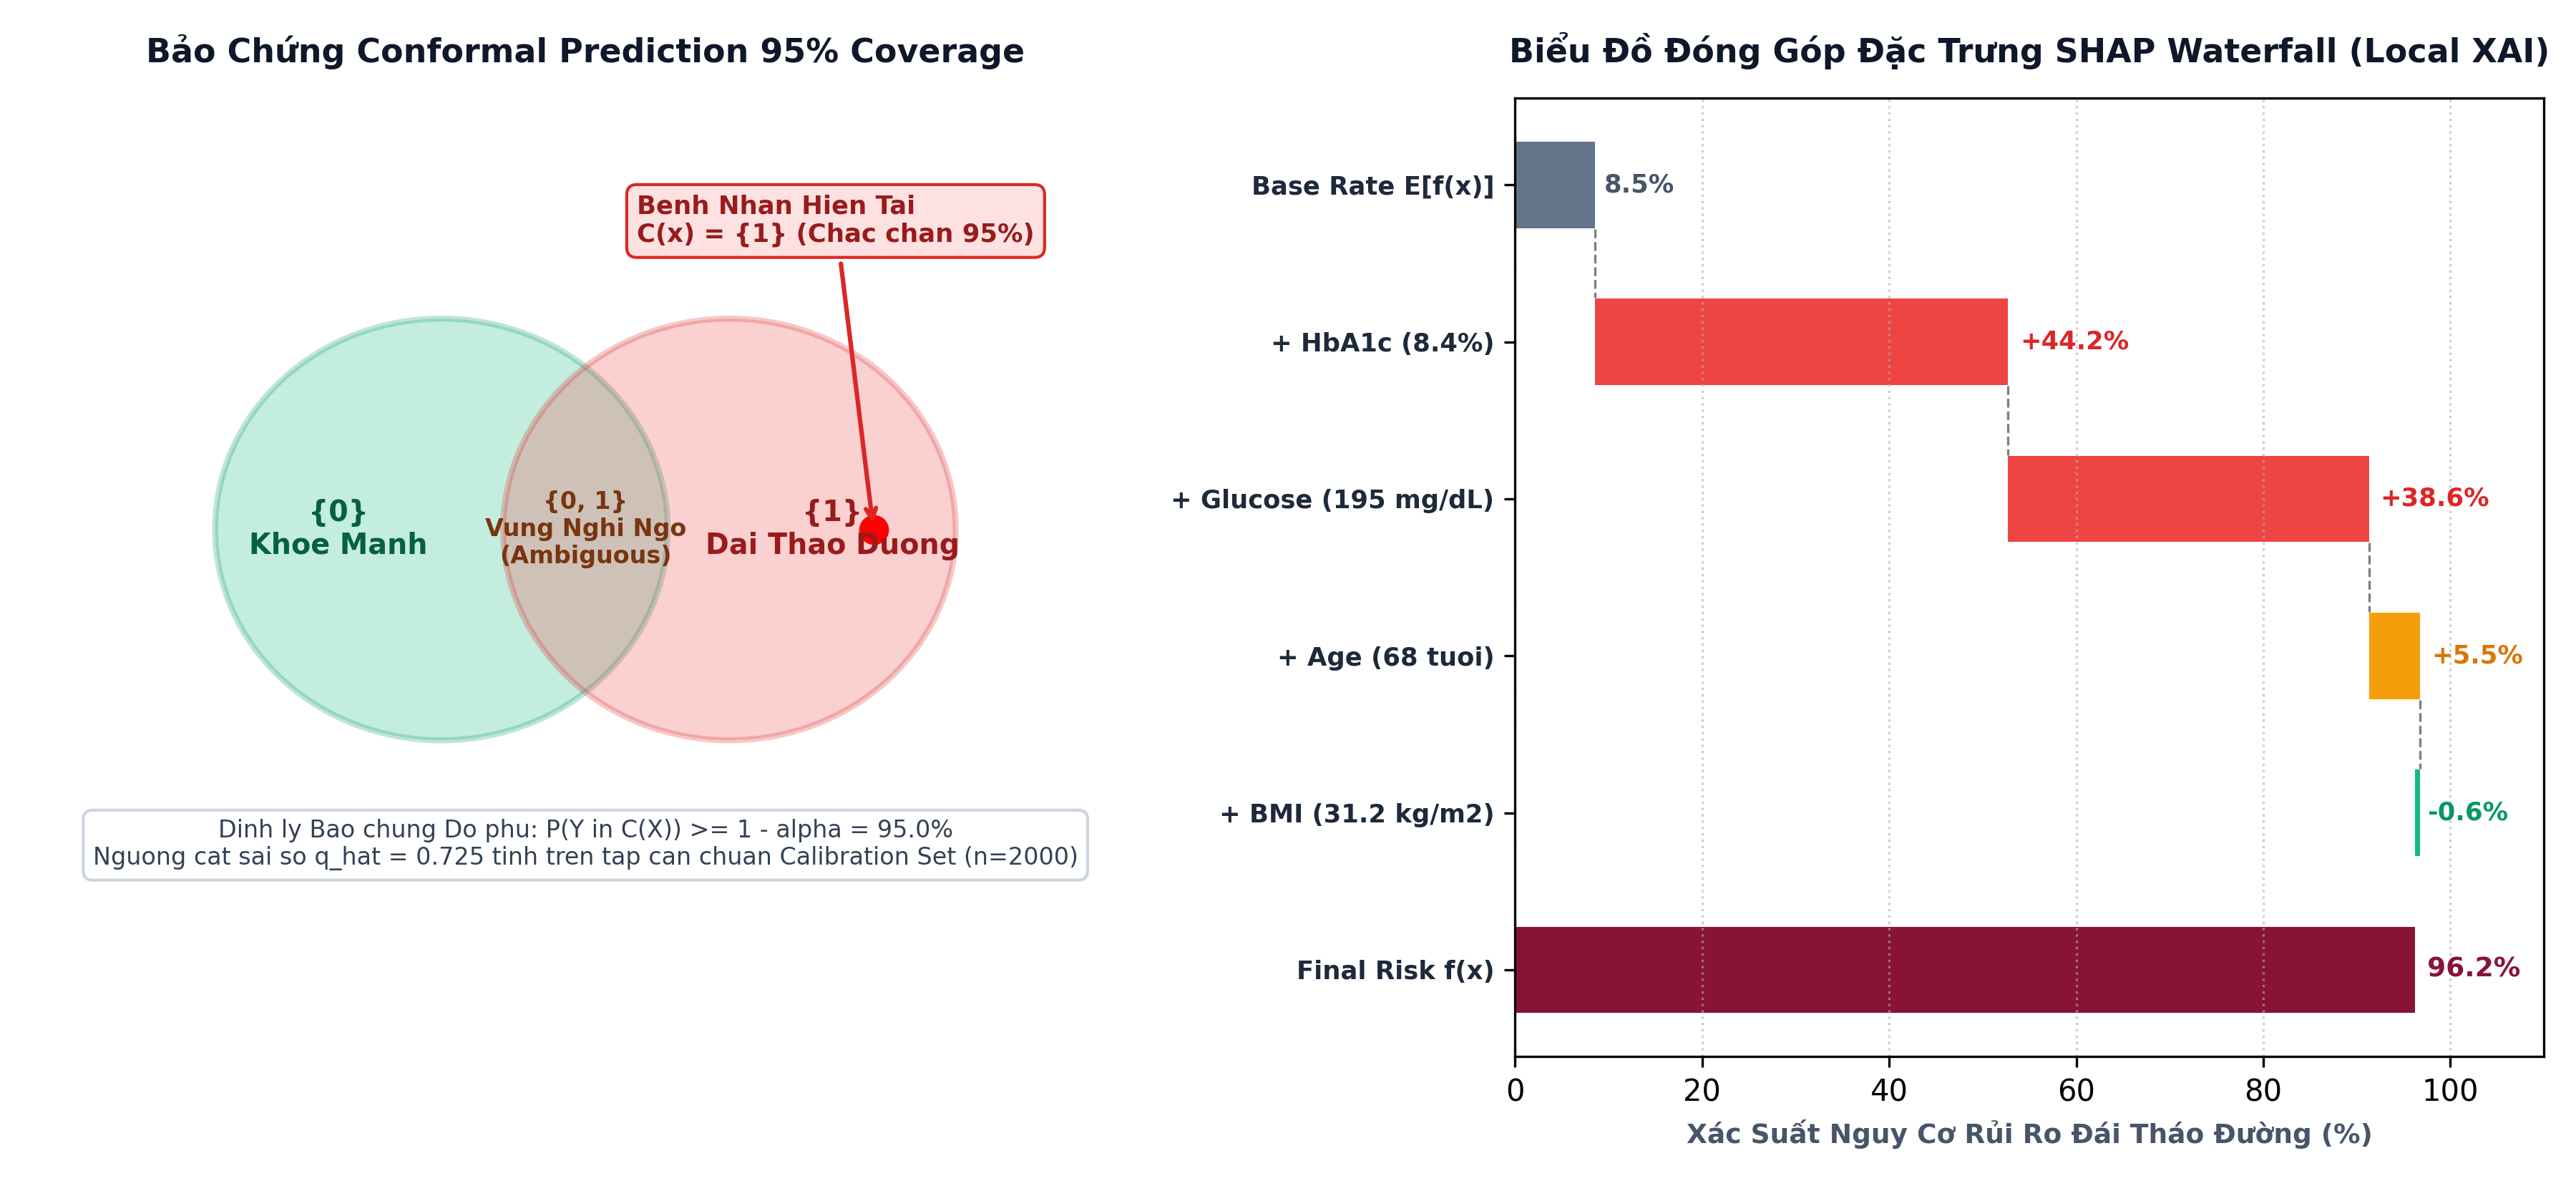 Bảo Chứng Conformal Prediction 95% Coverage
Benh Nhan Hien Tai
C(x) = {1} (Chac chan 95%)
{0}
Khoe Manh
{0, 1}
Vung Nghi Ngo
(Ambiguous)
{1}
Dai Thao Duong
Dinh ly Bao chung Do phu: P(Y in C(X)) >= 1 - alpha = 95.0%
Nguong cat sai so q_hat = 0.725 tinh tren tap can chuan Calibration Set (n=2000)
Biểu Đồ Đóng Góp Đặc Trưng SHAP Waterfall (Local XAI)
Base Rate E[f(x)]
8.5%
+ HbA1c (8.4%)
+44.2%
+ Glucose (195 mg/dL)
+38.6%
+ Age (68 tuoi)
+5.5%
+ BMI (31.2 kg/m2)
-0.6%
Final Risk f(x)
96.2%
0 20 40 60 80 100
Xác Suất Nguy Cơ Rủi Ro Đái Tháo Đường (%)